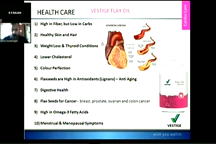 HEALTH CARE
VESTIGE FLAX OIL
1) High in Fiber, but Low in Carbs
2) Healthy Skin and Hair
3) Weight Loss & Thyroid Conditions
4) Lower Cholesterol
5) Colour Perfection
6) Flaxseeds are High in Antioxidants (Lignans) – Anti Aging
7) Digestive Health
8) Flax Seeds for Cancer - breast, prostate, ovarian and colon cancer
9) High in Omega-3 Fatty Acids
10) Menstrual & Menopausal Symptoms
VESTIGE